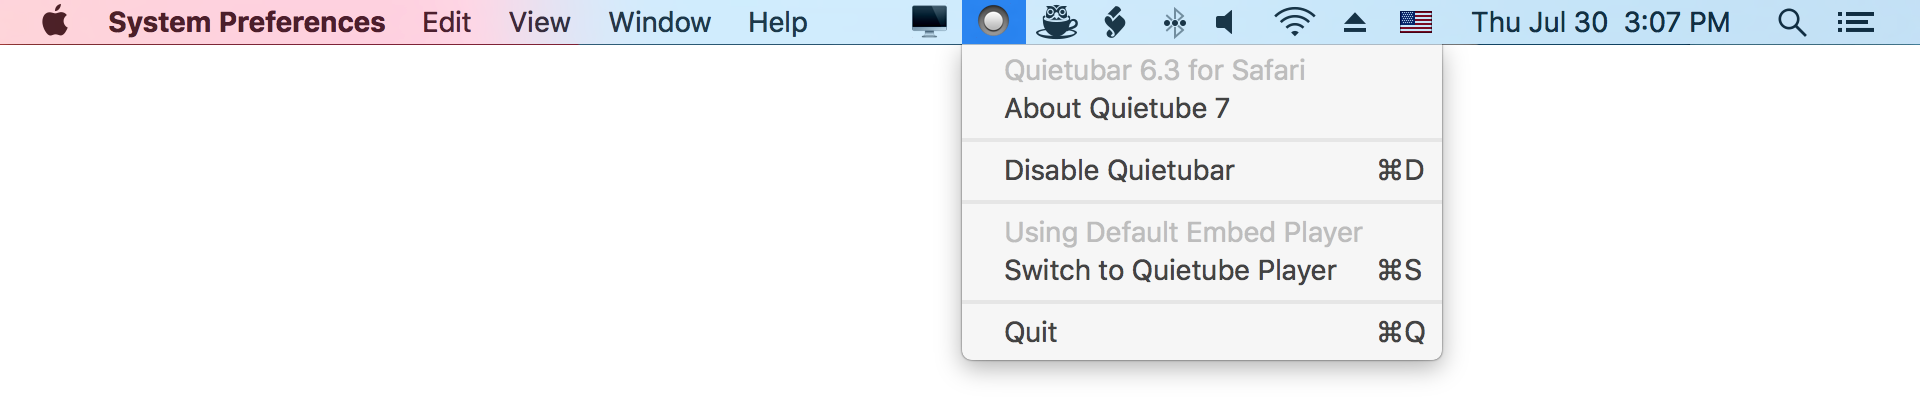 System Preferences Edit View Window Help Thu Jul 30 3:07 PM
Quietubar 6.3 for Safari
About Quietube 7
Disable Quietubar ⌘D
Using Default Embed Player
Switch to Quietube Player ⌘S
Quit ⌘Q